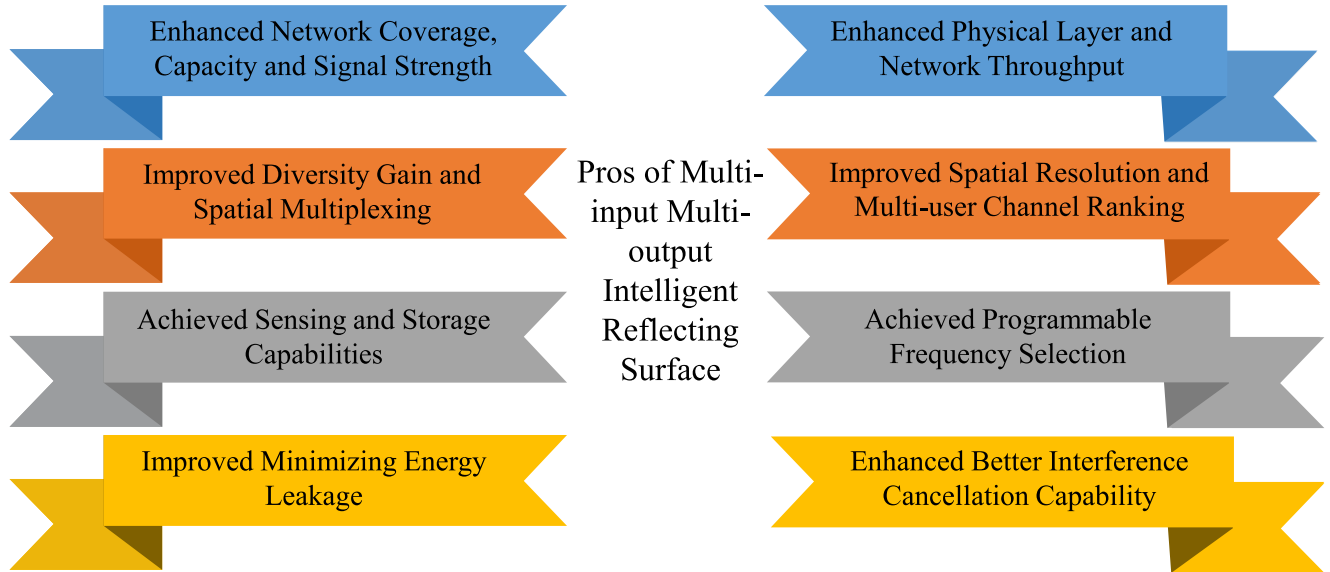 Enhanced Network Coverage,
Capacity and Signal Strength
Improved Diversity Gain and
Spatial Multiplexing
Achieved Sensing and Storage
Capabilities
Improved Minimizing Energy
Leakage
Pros of Multi-
input Multi-
output
Intelligent
Reflecting
Surface
Enhanced Physical Layer and
Network Throughput
Improved Spatial Resolution and
Multi-user Channel Ranking
Achieved Programmable
Frequency Selection
Enhanced Better Interference
Cancellation Capability